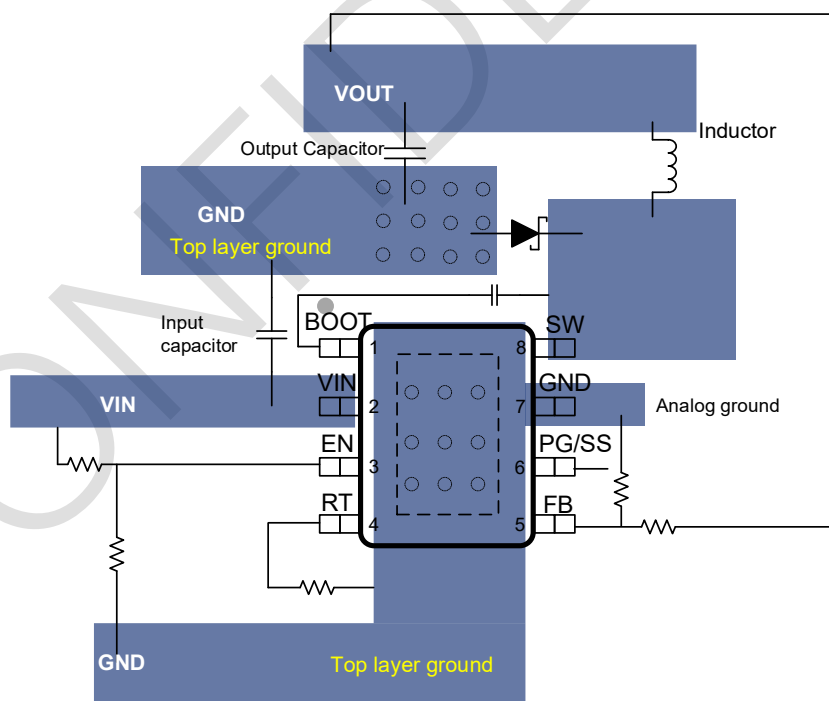 VOUT
Inductor
Output Capacitor
GND
Top layer ground
Input
capacitor
BOOT
SW
1
8
VIN
VIN
GND
2
7
Analog ground
EN
PG/SS
3
6
RT
FB
4
5
GND
Top layer ground
ONFIDE